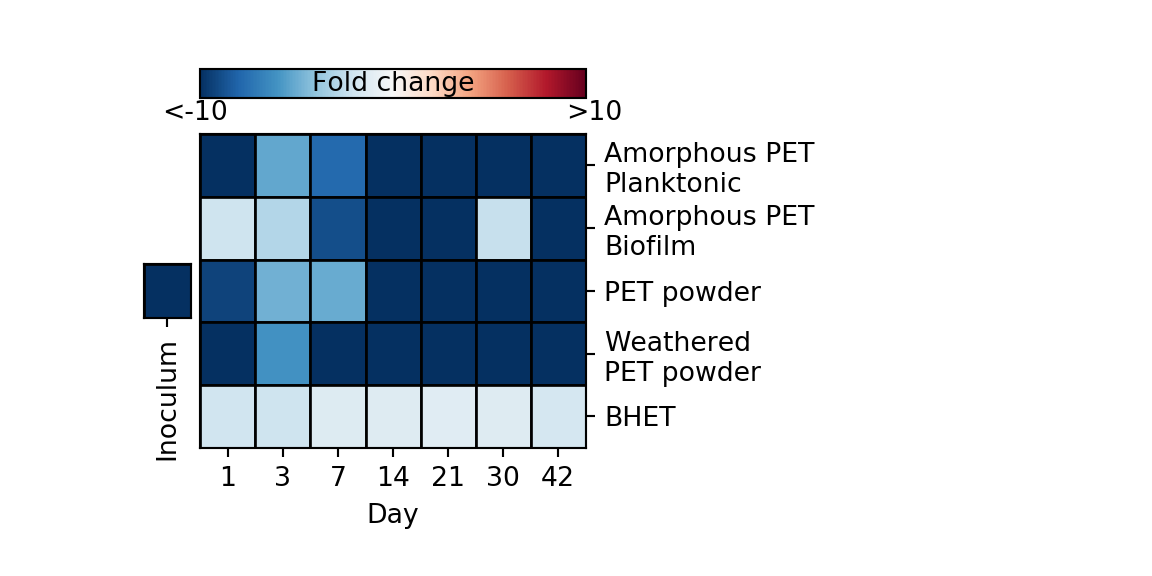 Fold change
<-10 >10
Amorphous PET
Planktonic
Amorphous PET
Biofilm
PET powder
Weathered
PET powder
BHET
Inoculum
1 3 7 14 21 30 42
Day